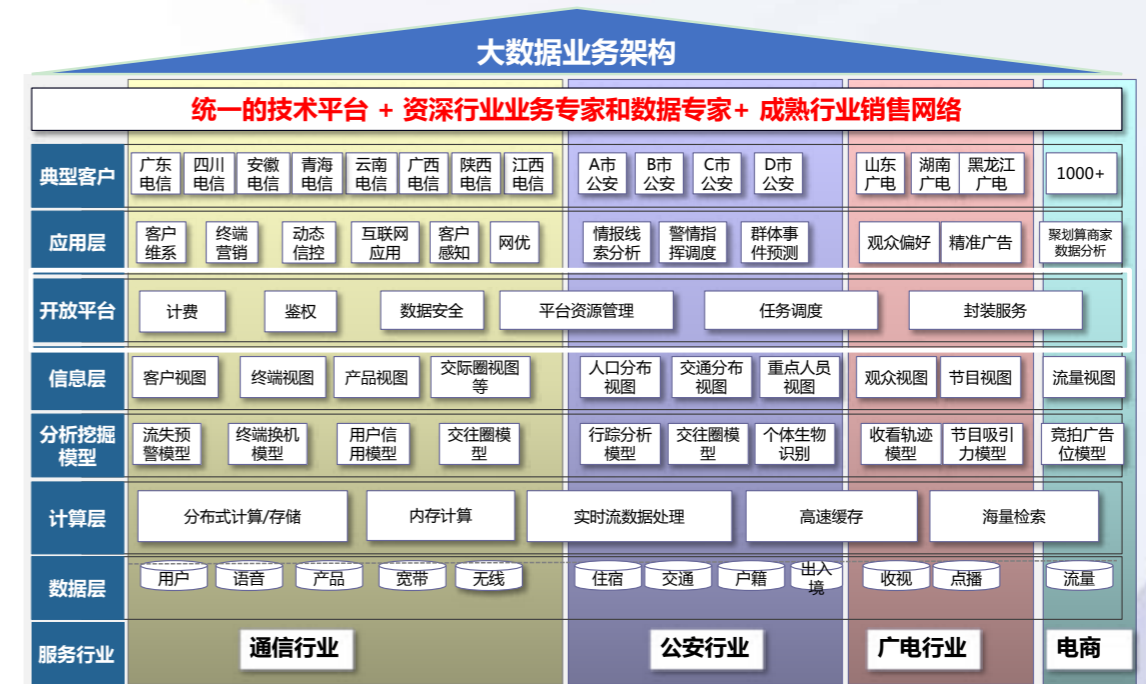 大数据业务架构
统一的技术平台 + 资深行业业务专家和数据专家+ 成熟行业销售网络
典型客户
广东
电信
四川
电信
安徽
电信
青海
电信
云南
电信
广西
电信
陕西
电信
江西
电信
A市
公安
B市
公安
C市
公安
D市
公安
山东
广电
湖南
广电
黑龙江
广电
1000+
应用层
客户
维系
终端
营销
动态
信控
互联网
应用
客户
感知
网优
情报线
索分析
警情指
挥调度
群体事
件预测
观众偏好
精准广告
聚划算商家
数据分析
开放平台
计费
鉴权
数据安全
平台资源管理
任务调度
封装服务
信息层
客户视图
终端视图
产品视图
交际圈视图
等
人口分布
视图
交通分布
视图
重点人员
视图
观众视图
节目视图
流量视图
分析挖掘
模型
流失预
警模型
终端换机
模型
用户信
用模型
交往圈模
型
行踪分析
模型
交往圈模
型
个体生物
识别
收看轨迹
模型
节目吸引
力模型
竞拍广告
位模型
计算层
分布式计算/存储
内存计算
实时流数据处理
高速缓存
海量检索
数据层
用户
语音
产品
宽带
无线
住宿
交通
户籍
出入
境
收视
点播
流量
服务行业
通信行业
公安行业
广电行业
电商